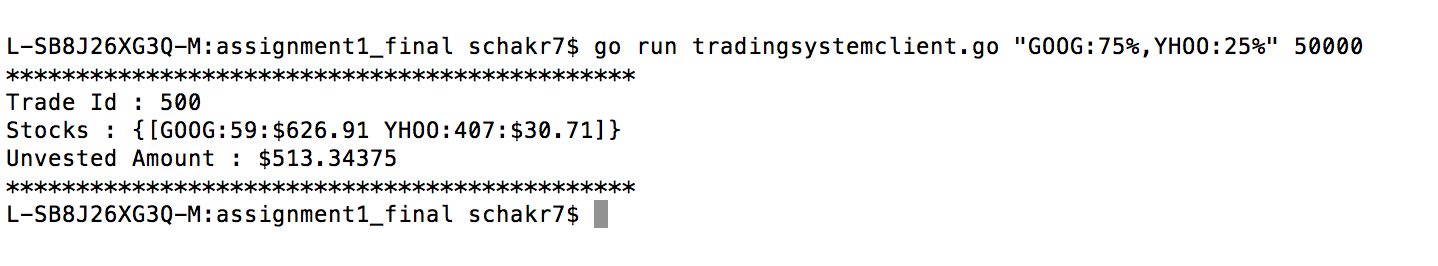 L-SB8J26XG3Q-M:assignment1_final schakr7$ go run tradingsystemclient.go "GOOG:75%,YHOO:25%" 50000
*********************************************
Trade Id : 500
Stocks : {[GOOG:59:$626.91 YHOO:407:$30.71]}
Unvested Amount : $513.34375
*********************************************
L-SB8J26XG3Q-M:assignment1_final schakr7$